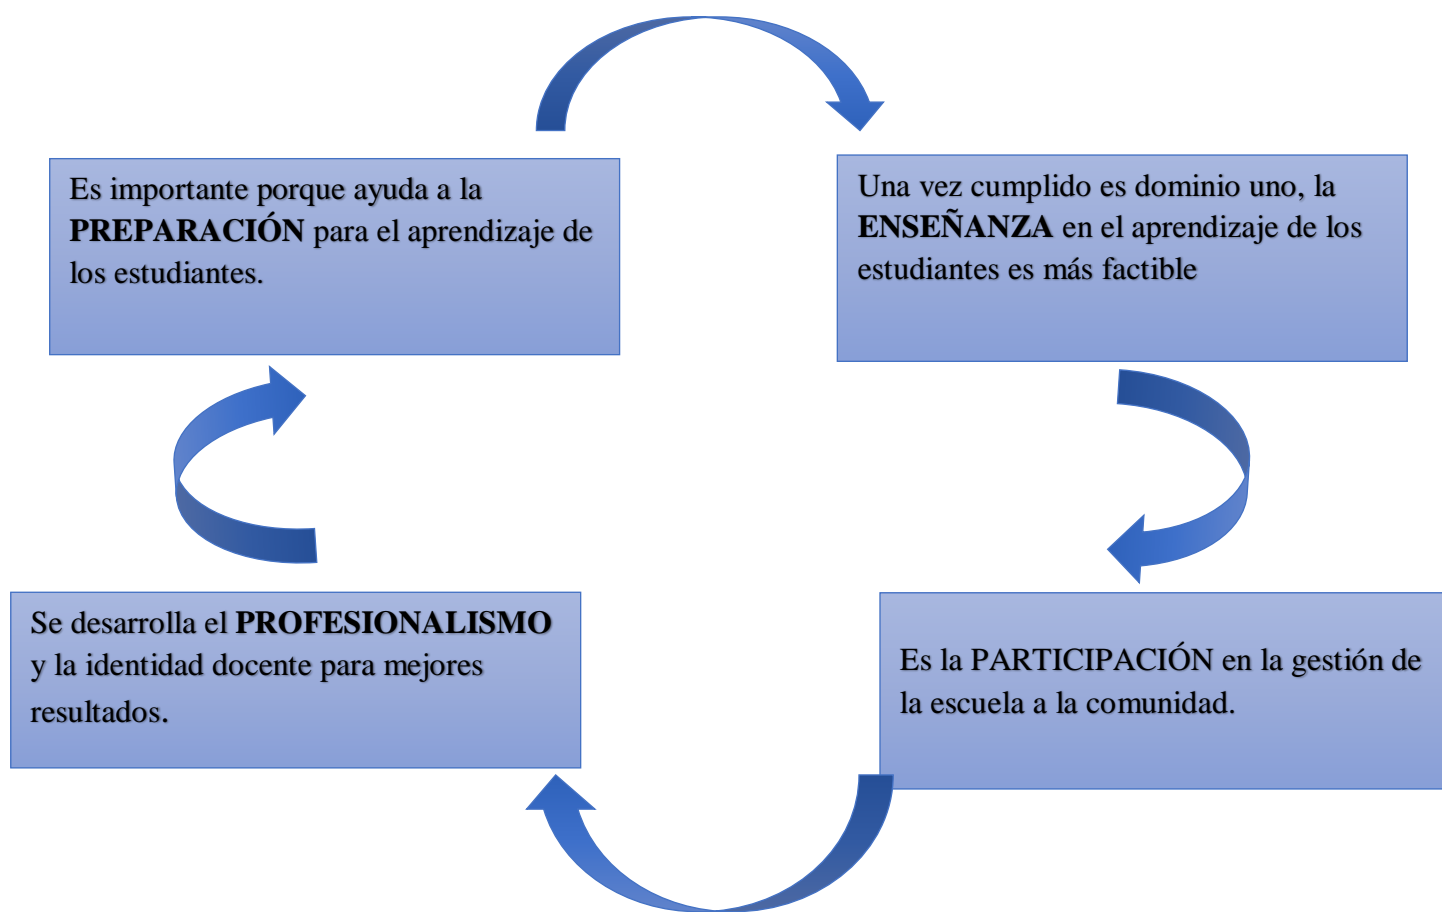 Es importante porque ayuda a la
PREPARACIÓN para el aprendizaje de
los estudiantes.
Una vez cumplido es dominio uno, la
ENSEÑANZA en el aprendizaje de los
estudiantes es más factible
Se desarrolla el PROFESIONALISMO
y la identidad docente para mejores
resultados.
Es la PARTICIPACIÓN en la gestión de
la escuela a la comunidad.